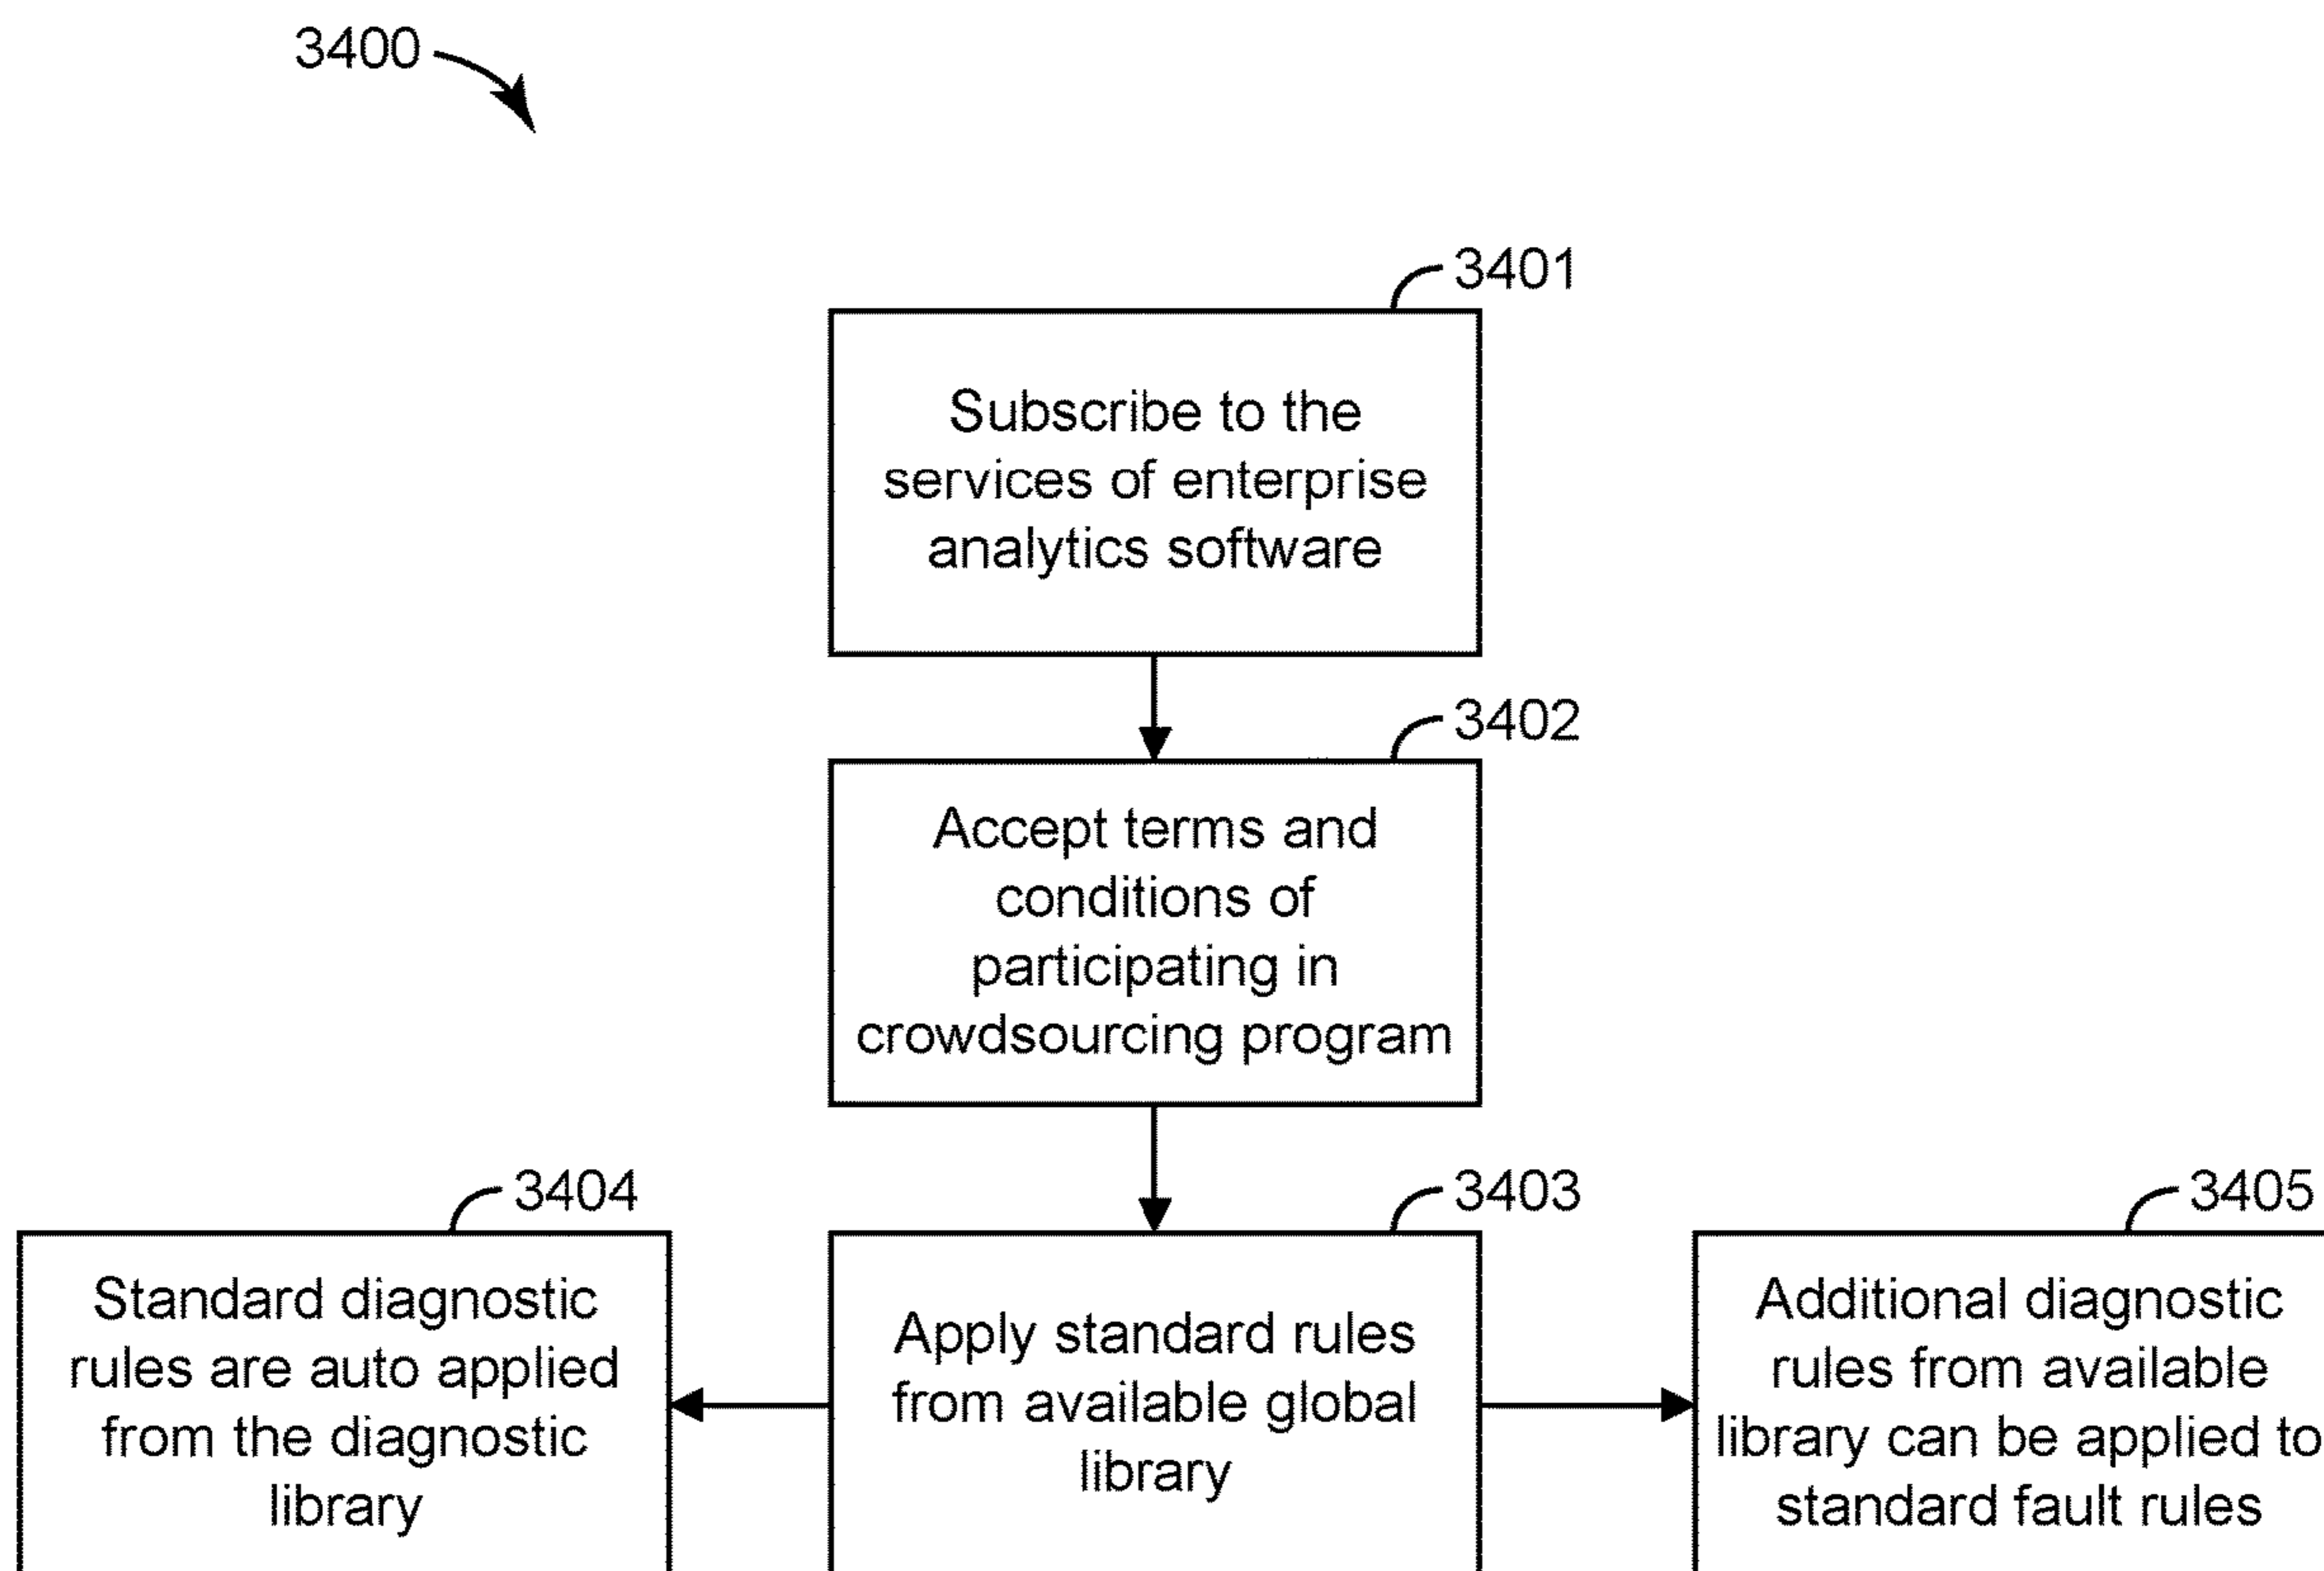 3400
3401
Subscribe to the
services of enterprise
analytics software
3402
Accept terms and
conditions of
participating in
crowdsourcing program
3404
Standard diagnostic
rules are auto applied
from the diagnostic
library
3403
Apply standard rules
from available global
library
3405
Additional diagnostic
rules from available
library can be applied to
standard fault rules